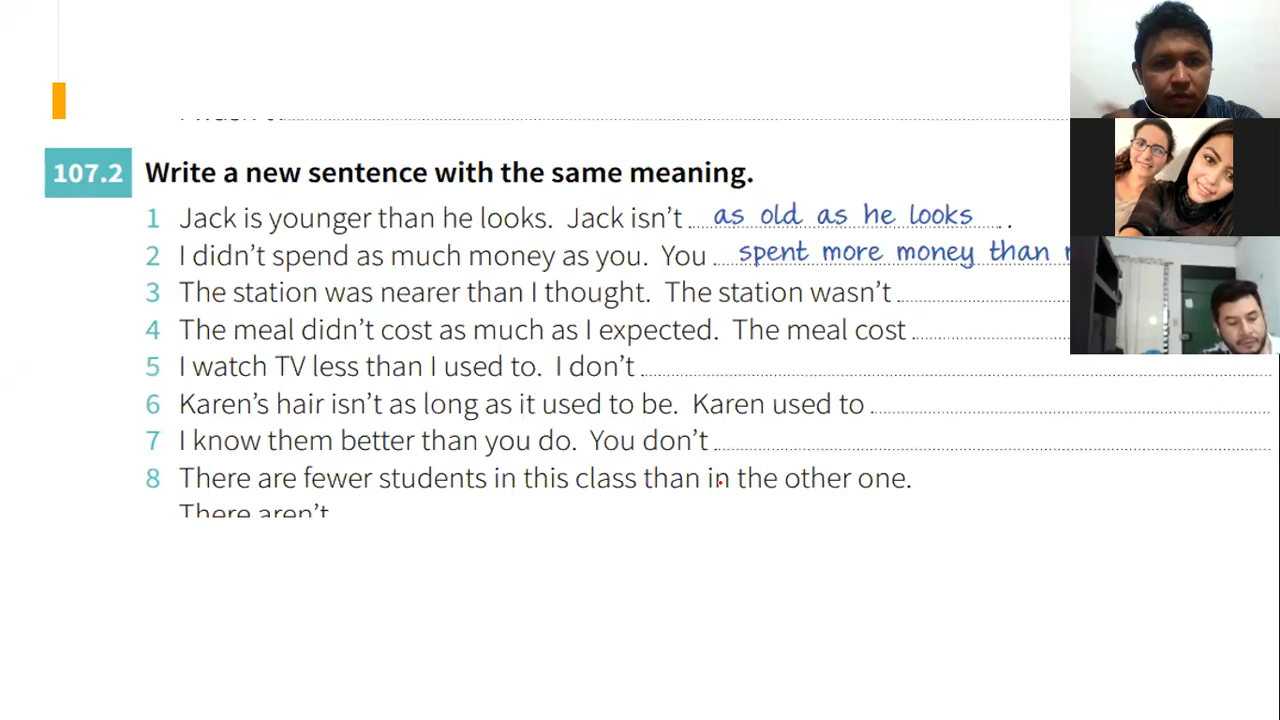 107.2 Write a new sentence with the same meaning.
1 Jack is younger than he looks. Jack isn't as old as he looks .
2 I didn't spend as much money as you. You spent more money than
3 The station was nearer than I thought. The station wasn't
4 The meal didn't cost as much as I expected. The meal cost
5 I watch TV less than I used to. I don't
6 Karen's hair isn't as long as it used to be. Karen used to
7 I know them better than you do. You don't
8 There are fewer students in this class than in the other one.
There aren't